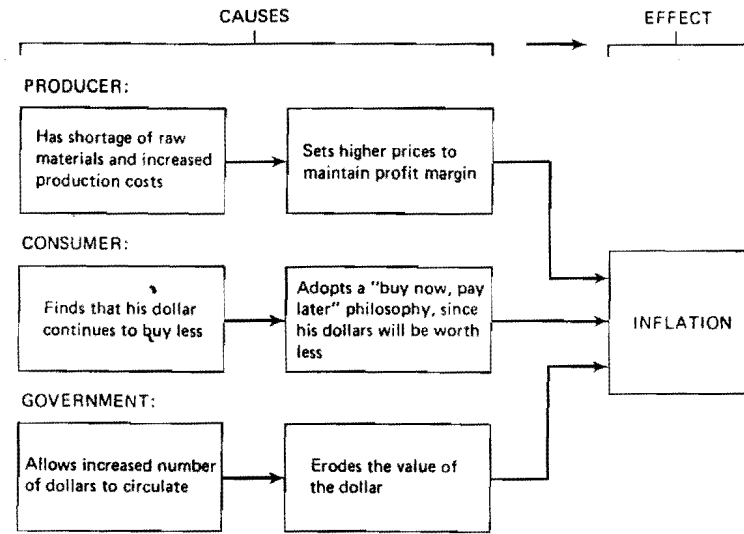 CAUSES
EFFECT
PRODUCER:
Has shortage of raw
materials and increased
production costs
Sets higher prices to
maintain profit margin
CONSUMER:
Finds that his dollar
continues to buy less
Adopts a "buy now, pay
later" philosophy, since
his dollars will be worth
less
INFLATION
GOVERNMENT:
Allows increased number
of dollars to circulate
Erodes the value of
the dollar